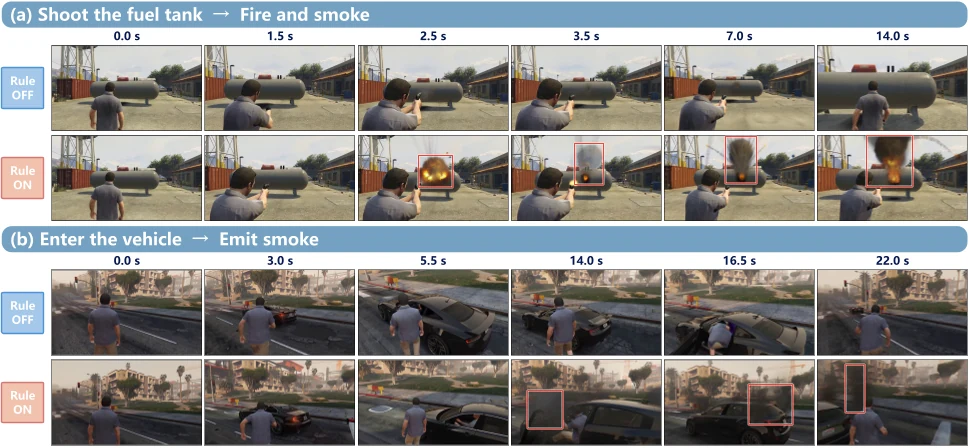 (a) Shoot the fuel tank → Fire and smoke
0.0 s 1.5 s 2.5 s 3.5 s 7.0 s 14.0 s
Rule
OFF
Rule
ON
(b) Enter the vehicle → Emit smoke
0.0 s 3.0 s 5.5 s 14.0 s 16.5 s 22.0 s
Rule
OFF
Rule
ON